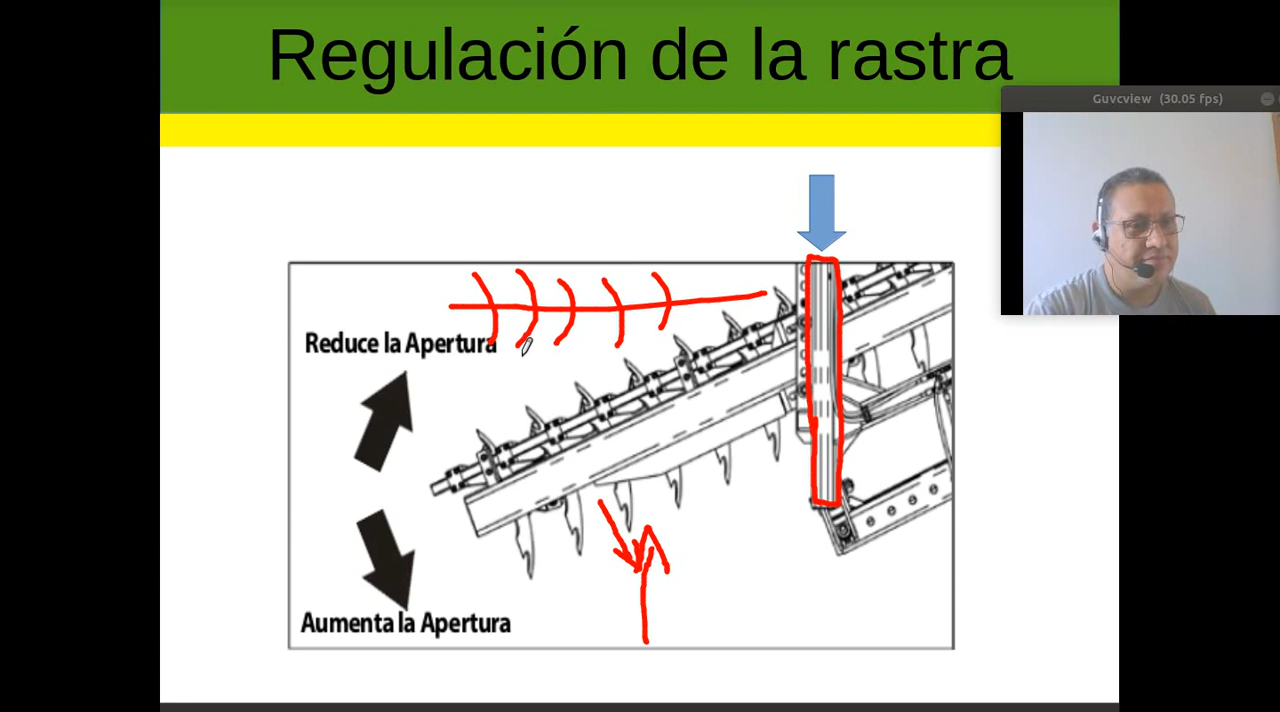 Regulación de la rastra
Guvcview (30.05 fps)
Reduce la Apertura
Aumenta la Apertura